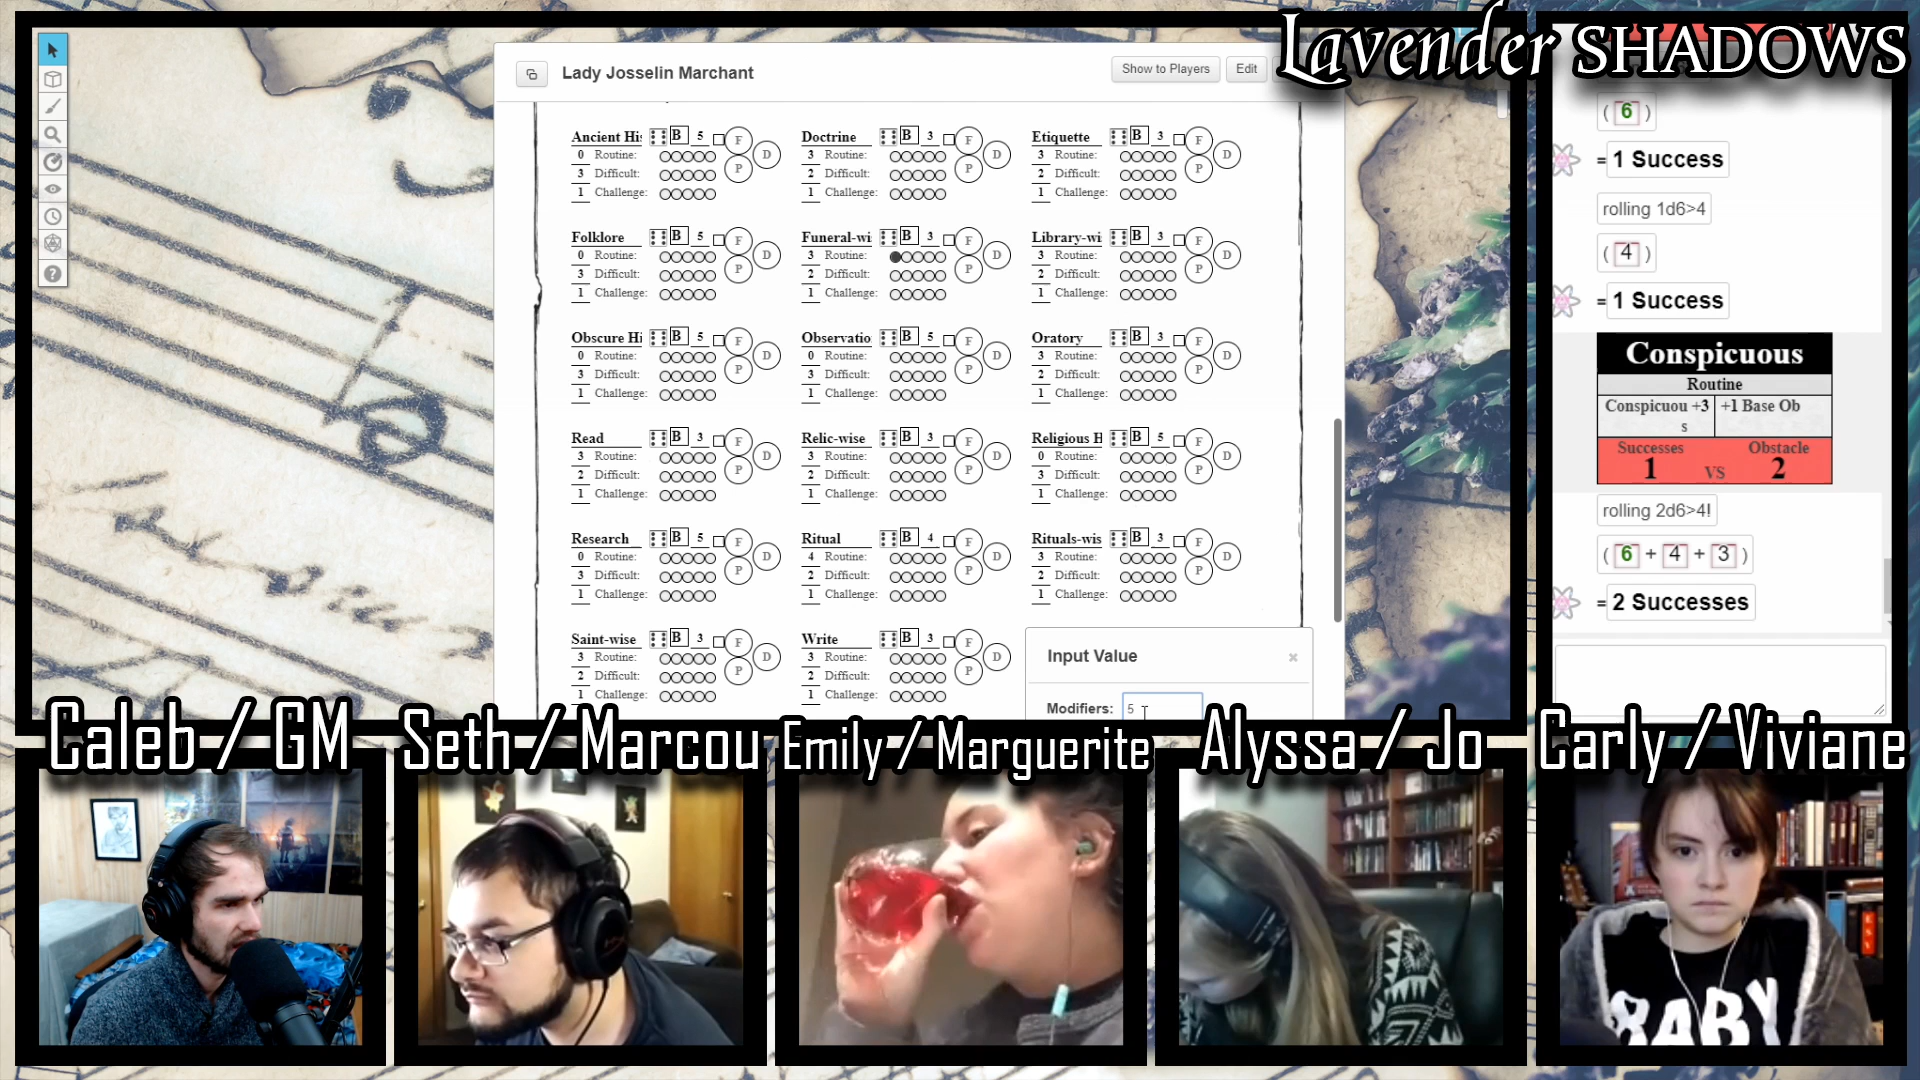 Lavender SHADOWS
Lady Josselin Marchant
Show to Players
Edit
Ancient His B 5 F D P
0 Routine:
3 Difficult:
1 Challenge:
Doctrine B 3 F D P
3 Routine:
2 Difficult:
1 Challenge:
Etiquette B 3 F D P
3 Routine:
2 Difficult:
1 Challenge:
Folklore B 5 F D P
0 Routine:
3 Difficult:
1 Challenge:
Funeral-wi B 3 F D P
3 Routine:
2 Difficult:
1 Challenge:
Library-wi B 3 F D P
3 Routine:
2 Difficult:
1 Challenge:
Obscure Hi B 5 F D P
0 Routine:
3 Difficult:
1 Challenge:
Observatio B 5 F D P
0 Routine:
3 Difficult:
1 Challenge:
Oratory B 3 F D P
3 Routine:
2 Difficult:
1 Challenge:
Read B 3 F D P
3 Routine:
2 Difficult:
1 Challenge:
Relic-wise B 3 F D P
3 Routine:
2 Difficult:
1 Challenge:
Religious H B 5 F D P
0 Routine:
3 Difficult:
1 Challenge:
Research B 5 F D P
0 Routine:
3 Difficult:
1 Challenge:
Ritual B 4 F D P
4 Routine:
2 Difficult:
1 Challenge:
Rituals-wis B 3 F D P
3 Routine:
2 Difficult:
1 Challenge:
Saint-wise B 3 F D P
3 Routine:
2 Difficult:
1 Challenge:
Write B 3 F D P
3 Routine:
2 Difficult:
1 Challenge:
Input Value ×
Modifiers: 5
( 6 )
= 1 Success
rolling 1d6>4
( 4 )
= 1 Success
Conspicuous
Routine
Conspicuou +3
s
+1 Base Ob
Successes Obstacle
1 VS 2
rolling 2d6>4!
( 6 + 4 + 3 )
= 2 Successes
Caleb / GM
Seth / Marcou
Emily / Marguerite
Alyssa / Jo
Carly / Viviane
BABY